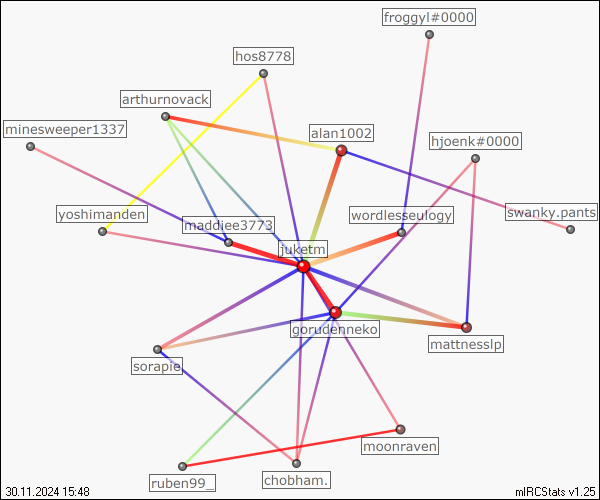 froggyl#0000
hos8778
arthurnovack
minesweeper1337
alan1002
hjoenk#0000
yoshimanden
maddiee3773
wordlesseulogy
swanky.pants
juketm
gorudenneko
mattnesslp
sorapie
moonraven
ruben99_
chobham.
30.11.2024 15:48
mIRCStats v1.25